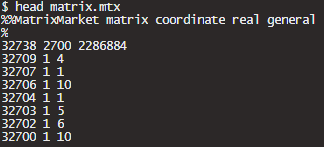 $ head matrix.mtx
%%MatrixMarket matrix coordinate real general
%
32738 2700 2286884
32709 1 4
32707 1 1
32706 1 10
32704 1 1
32703 1 5
32702 1 6
32700 1 10